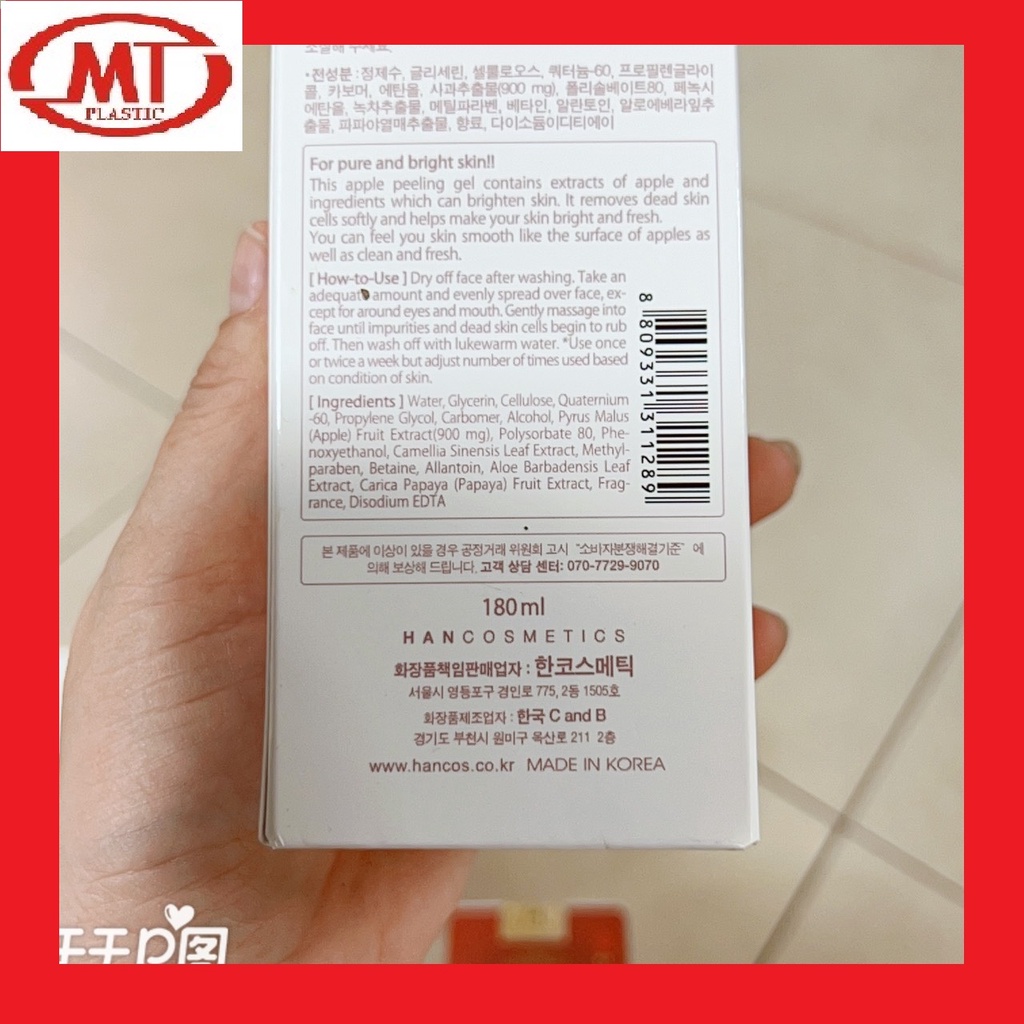 MT
PLASTIC
조절해 주세요.
•전성분 : 정제수, 글리세린, 셀룰로오스, 쿼터늄-60, 프로필렌글라이
콜, 카보머, 에탄올, 사과추출물(900 mg), 폴리솔베이트80, 페녹시
에탄올, 녹차추출물, 메틸파라벤, 베타인, 알란토인, 알로에베라잎추
출물, 파파야열매추출물, 향료, 다이소듐이디티에이
For pure and bright skin!!
This apple peeling gel contains extracts of apple and
ingredients which can brighten skin. It removes dead skin
cells softly and helps make your skin bright and fresh.
You can feel you skin smooth like the surface of apples as
well as clean and fresh.
[ How-to-Use ] Dry off face after washing. Take an
adequate amount and evenly spread over face, ex-
cept for around eyes and mouth. Gently massage into
face until impurities and dead skin cells begin to rub
off. Then wash off with lukewarm water. *Use once
or twice a week but adjust number of times used based
on condition of skin.
[ Ingredients ] Water, Glycerin, Cellulose, Quaternium
-60, Propylene Glycol, Carbomer, Alcohol, Pyrus Malus
(Apple) Fruit Extract(900 mg), Polysorbate 80, Phe-
noxyethanol, Camellia Sinensis Leaf Extract, Methyl-
paraben, Betaine, Allantoin, Aloe Barbadensis Leaf
Extract, Carica Papaya (Papaya) Fruit Extract, Frag-
rance, Disodium EDTA
8 809331 311289
본 제품에 이상이 있을 경우 공정거래 위원회 고시 "소비자분쟁해결기준" 에
의해 보상해 드립니다. 고객 상담 센터: 070-7729-9070
180ml
HANCOSMETICS
화장품책임판매업자 : 한코스메틱
서울시 영등포구 경인로 775, 2동 1505호
화장품제조업자 : 한국 C and B
경기도 부천시 원미구 옥산로 211 2층
www.hancos.co.kr MADE IN KOREA
天天P图